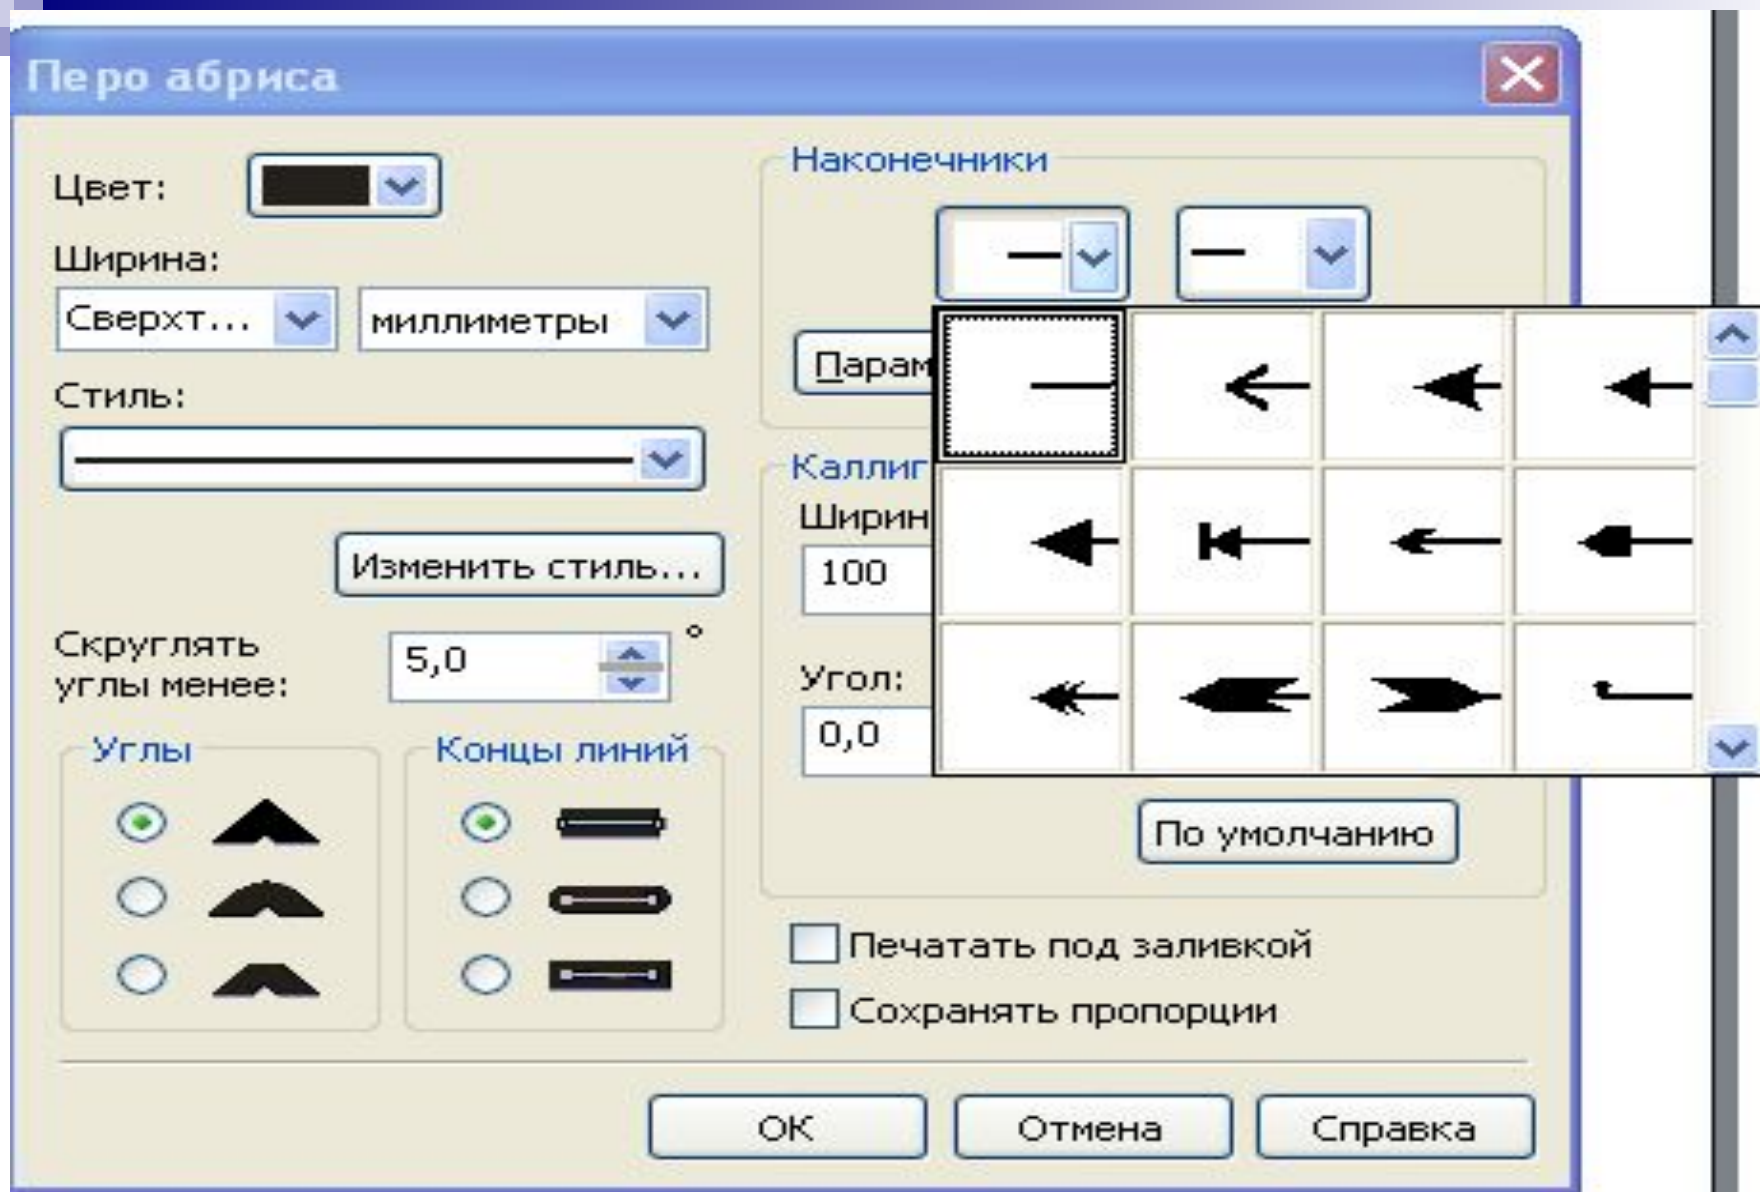 Перо абриса
Цвет:
Ширина:
Сверхт...
миллиметры
Стиль:
Изменить стиль...
Скруглять
углы менее:
5,0
°
Углы
Концы линий
Наконечники
Парам
Каллиг
Ширин
100
Угол:
0,0
По умолчанию
Печатать под заливкой
Сохранять пропорции
ОК
Отмена
Справка